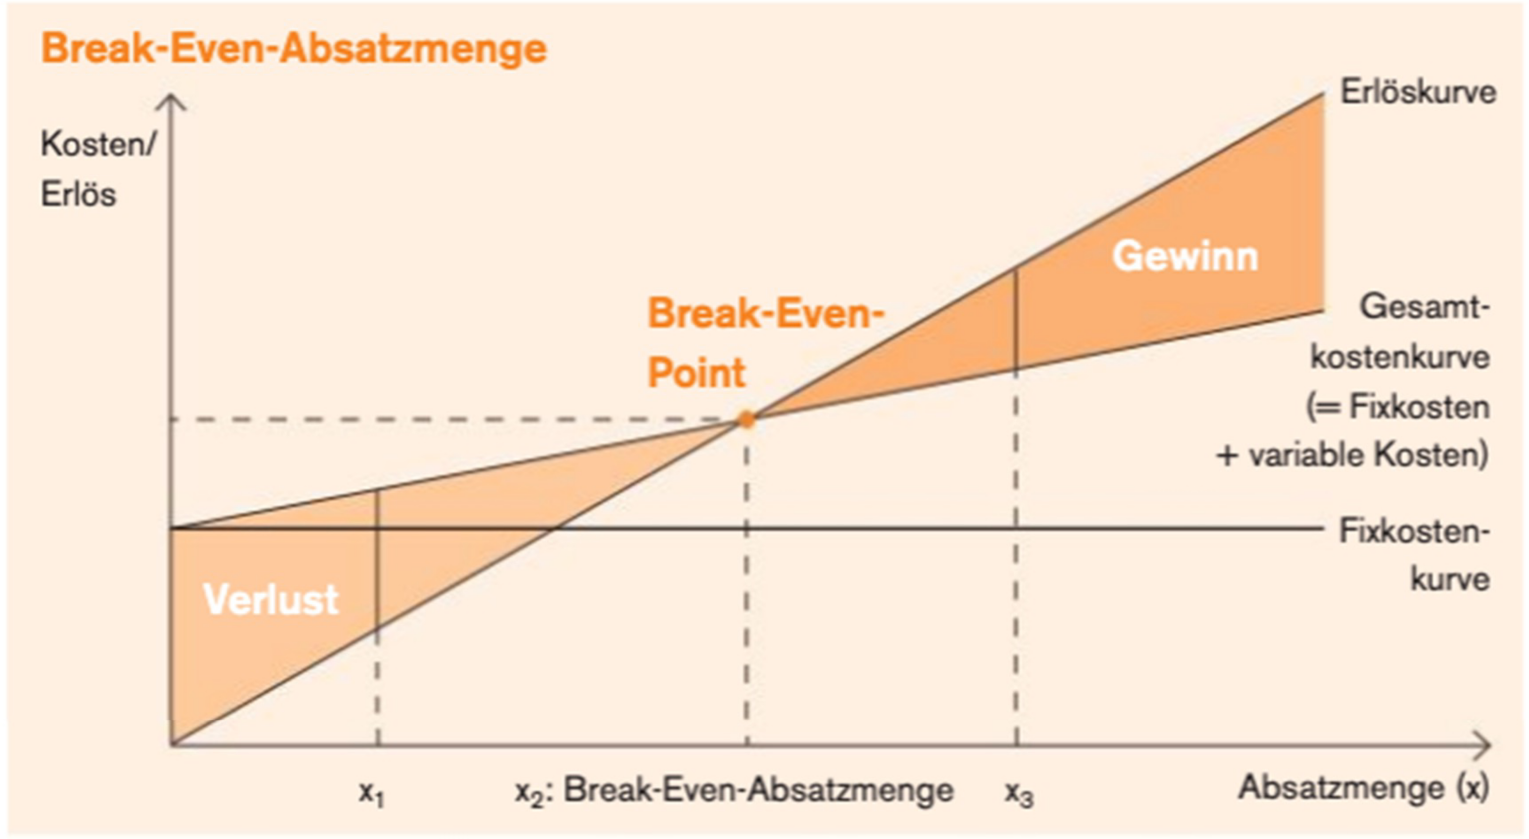 Break-Even-Absatzmenge
Kosten/
Erlös
Erlöskurve
Gewinn
Break-Even-
Point
Gesamt-
kostenkurve
(= Fixkosten
+ variable Kosten)
Fixkosten-
kurve
Verlust
x₁
x₂: Break-Even-Absatzmenge
x₃
Absatzmenge (x)